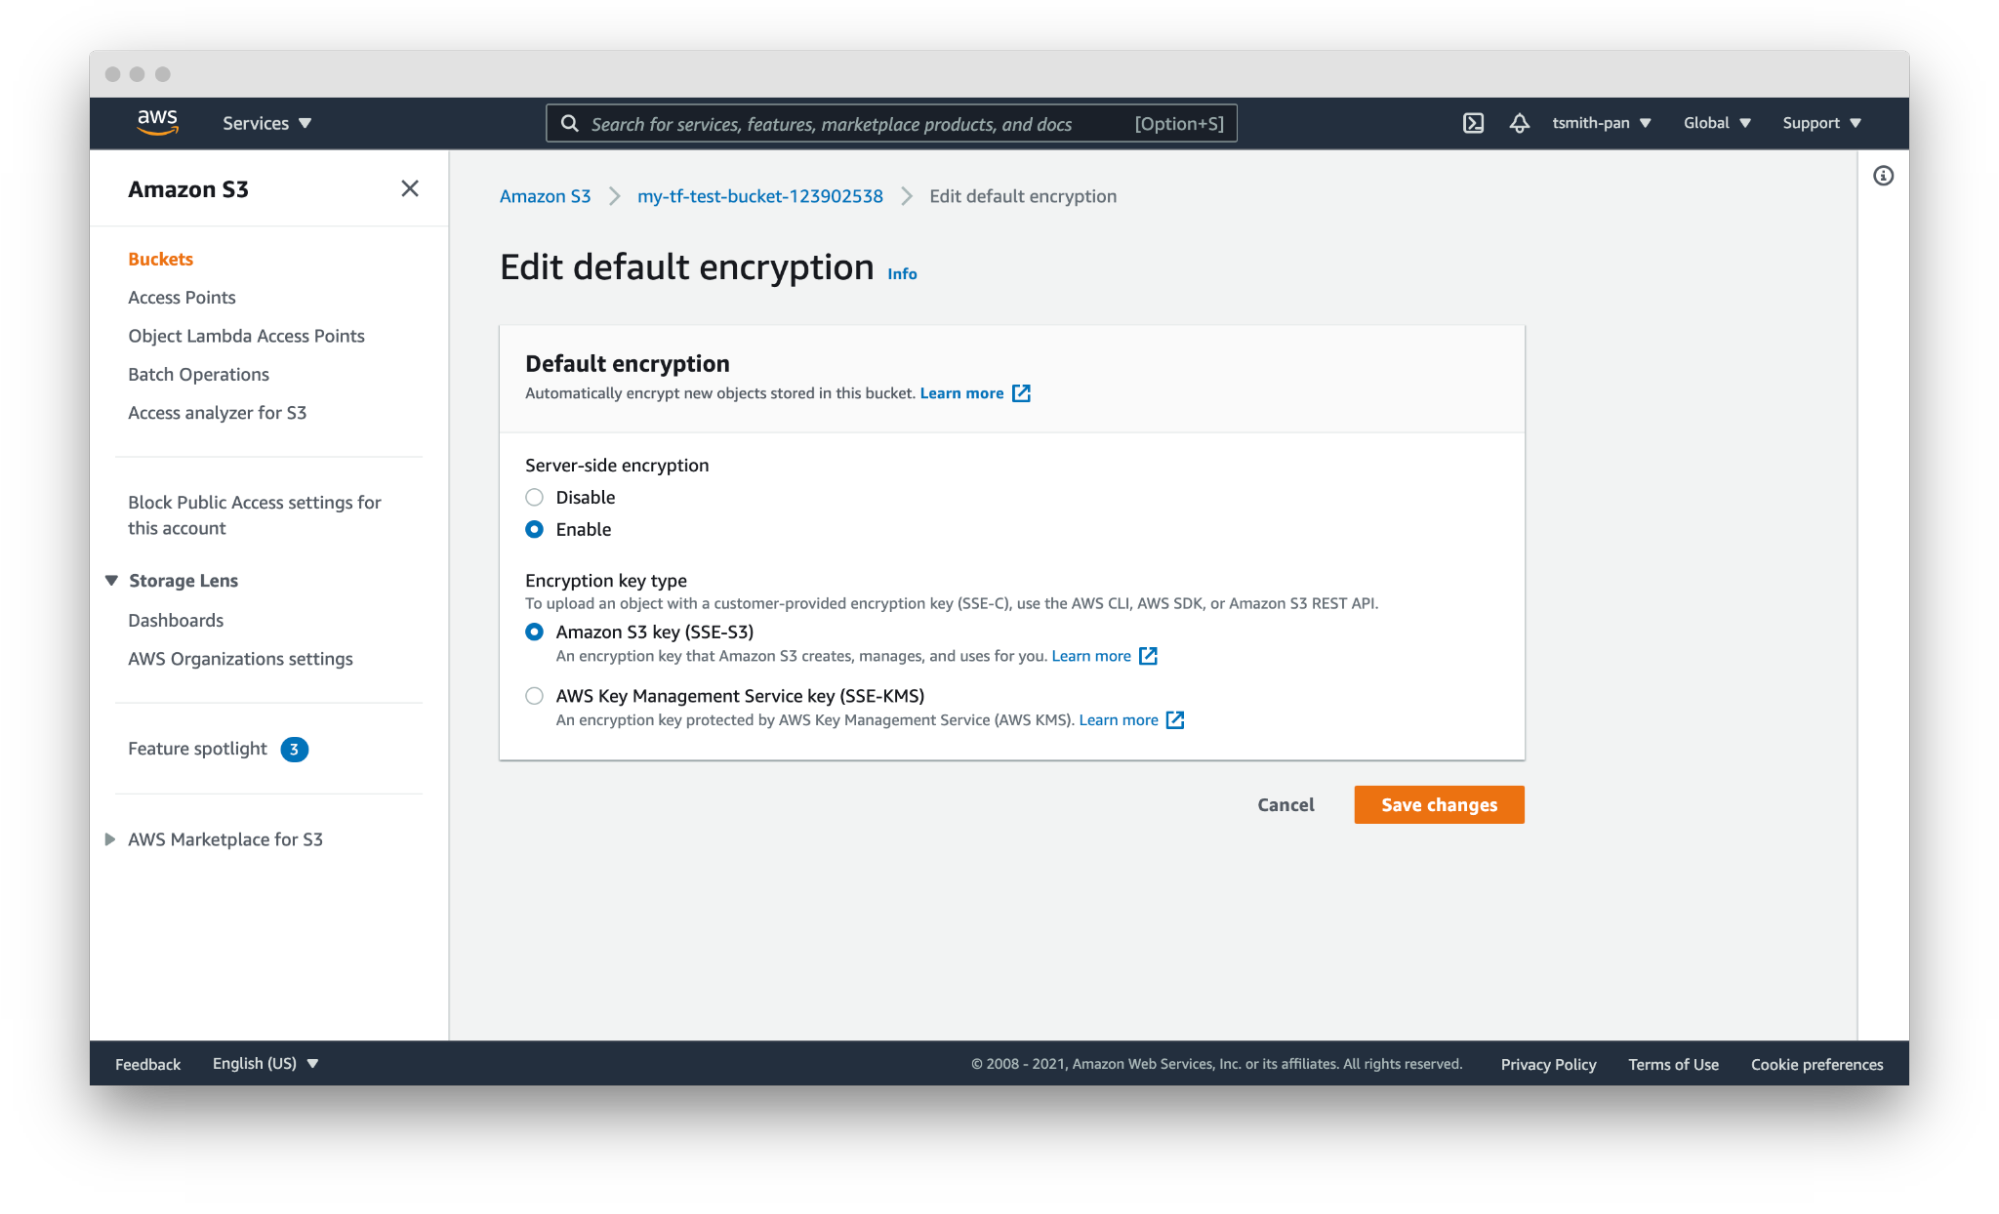 aws Services Search for services, features, marketplace products, and docs [Option+S] tsmith-pan Global Support
Amazon S3
Buckets
Access Points
Object Lambda Access Points
Batch Operations
Access analyzer for S3
Block Public Access settings for
this account
Storage Lens
Dashboards
AWS Organizations settings
Feature spotlight 3
AWS Marketplace for S3
Amazon S3 my-tf-test-bucket-123902538 Edit default encryption
Edit default encryption Info
Default encryption
Automatically encrypt new objects stored in this bucket. Learn more
Server-side encryption
Disable
Enable
Encryption key type
To upload an object with a customer-provided encryption key (SSE-C), use the AWS CLI, AWS SDK, or Amazon S3 REST API.
Amazon S3 key (SSE-S3)
An encryption key that Amazon S3 creates, manages, and uses for you. Learn more
AWS Key Management Service key (SSE-KMS)
An encryption key protected by AWS Key Management Service (AWS KMS). Learn more
Cancel Save changes
Feedback English (US) © 2008 - 2021, Amazon Web Services, Inc. or its affiliates. All rights reserved. Privacy Policy Terms of Use Cookie preferences